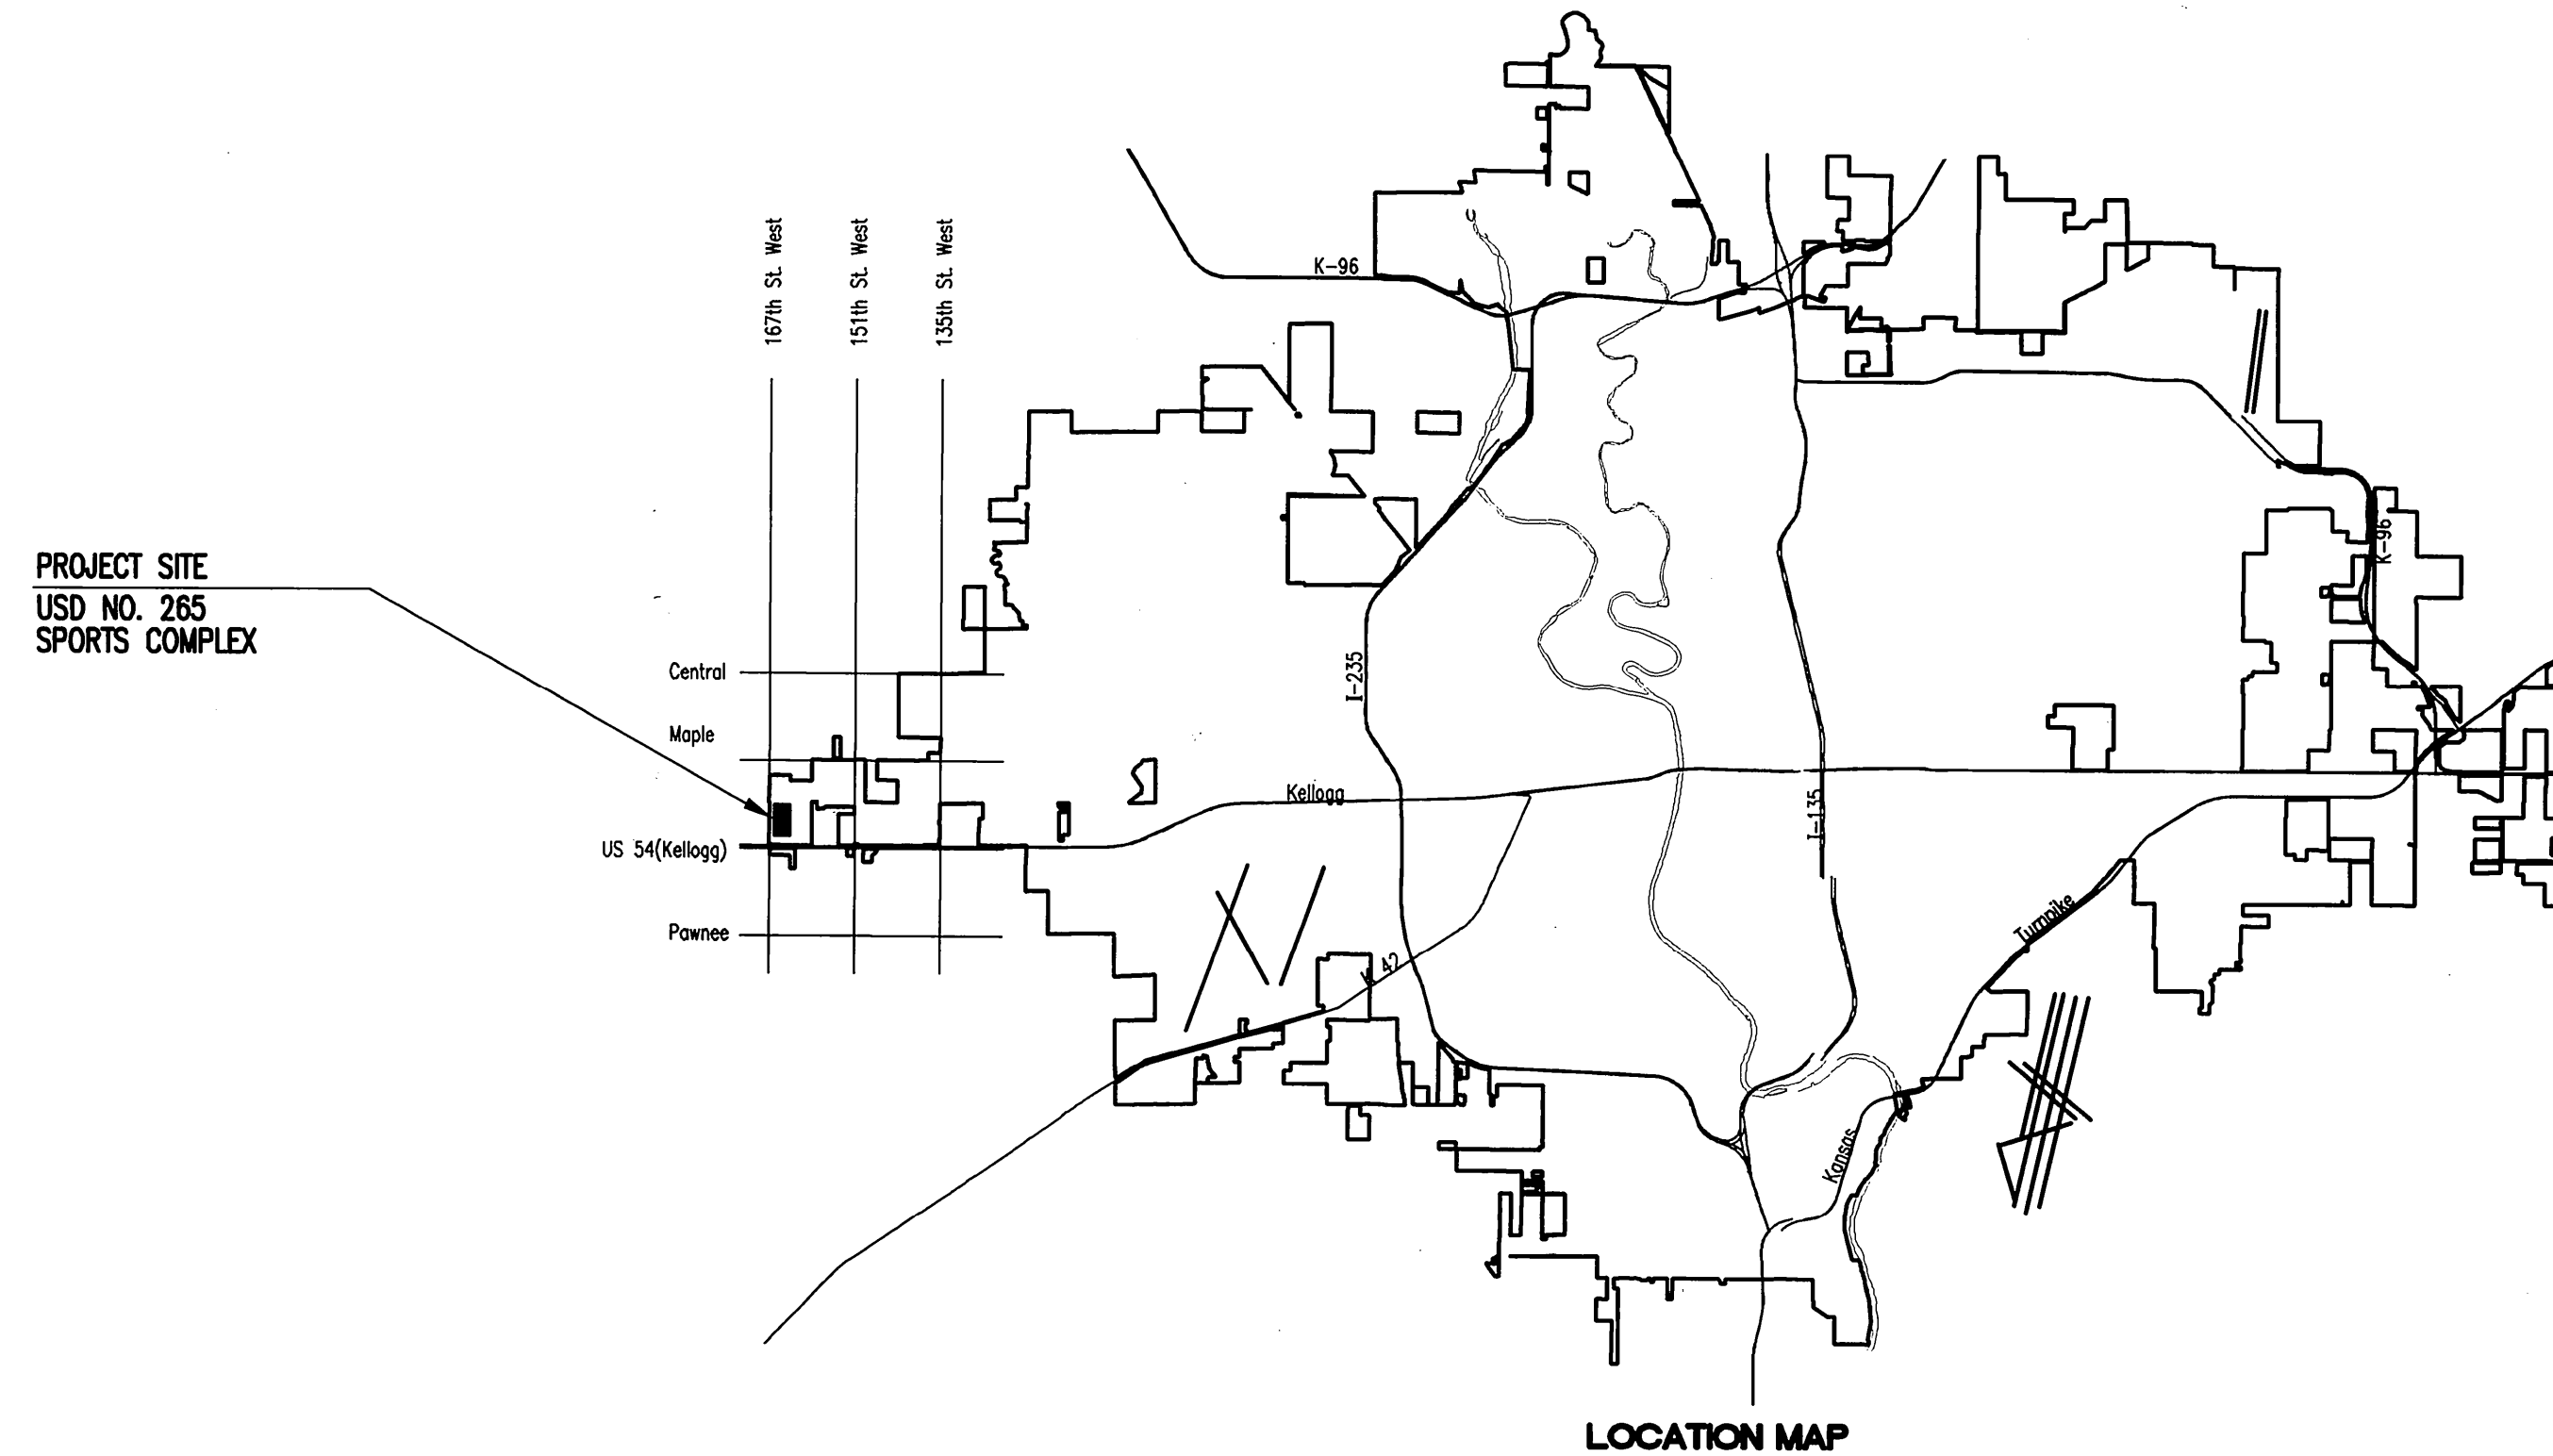 167th St. West
151th St. West
135th St. West
K-96
PROJECT SITE
USD NO. 265
SPORTS COMPLEX
K-96
Central
I-235
Maple
Kellogg
I-135
US 54(Kellogg)
Pawnee
Turnpike
K 42
Kansas
LOCATION MAP